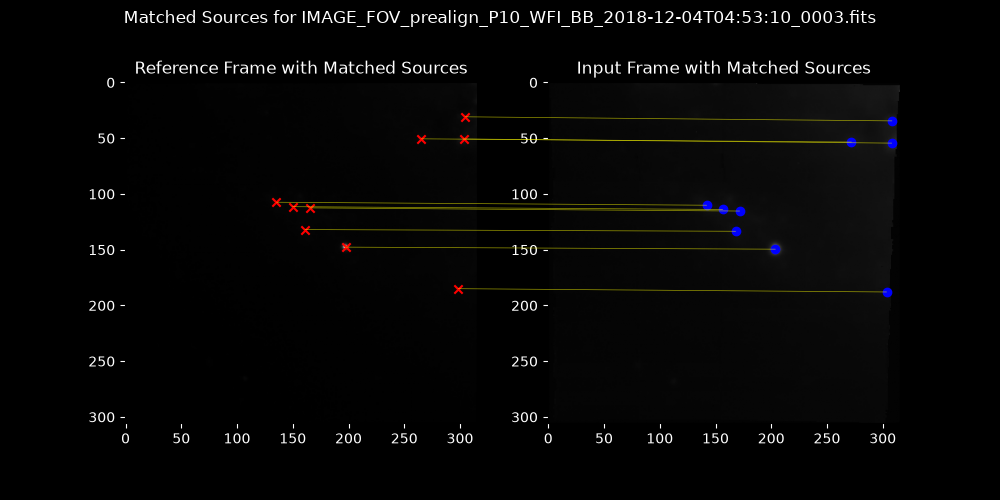 Matched Sources for IMAGE_FOV_prealign_P10_WFI_BB_2018-12-04T04:53:10_0003.fits
Reference Frame with Matched Sources
0
50
100
150
200
250
300
0 50 100 150 200 250 300
Input Frame with Matched Sources
0
50
100
150
200
250
300
0 50 100 150 200 250 300